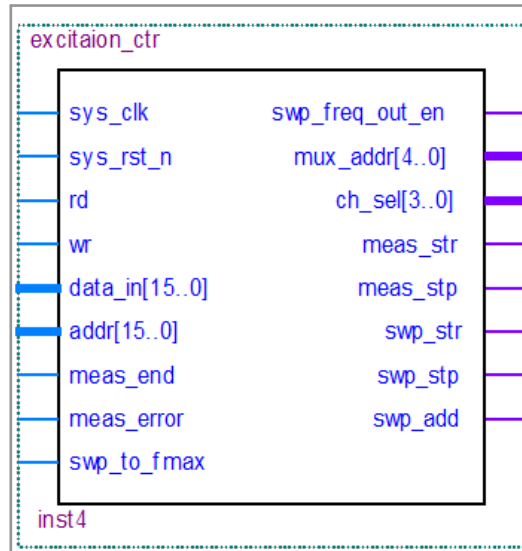 excitaion_ctr
sys_clk swp_freq_out_en
sys_rst_n mux_addr[4..0]
rd ch_sel[3..0]
wr meas_str
data_in[15..0] meas_stp
addr[15..0] swp_str
meas_end swp_stp
meas_error swp_add
swp_to_fmax
inst4